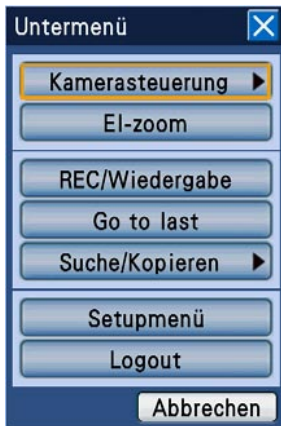 Untermenü
Kamerasteuerung
El-zoom
REC/Wiedergabe
Go to last
Suche/Kopieren
Setupmenü
Logout
Abbrechen